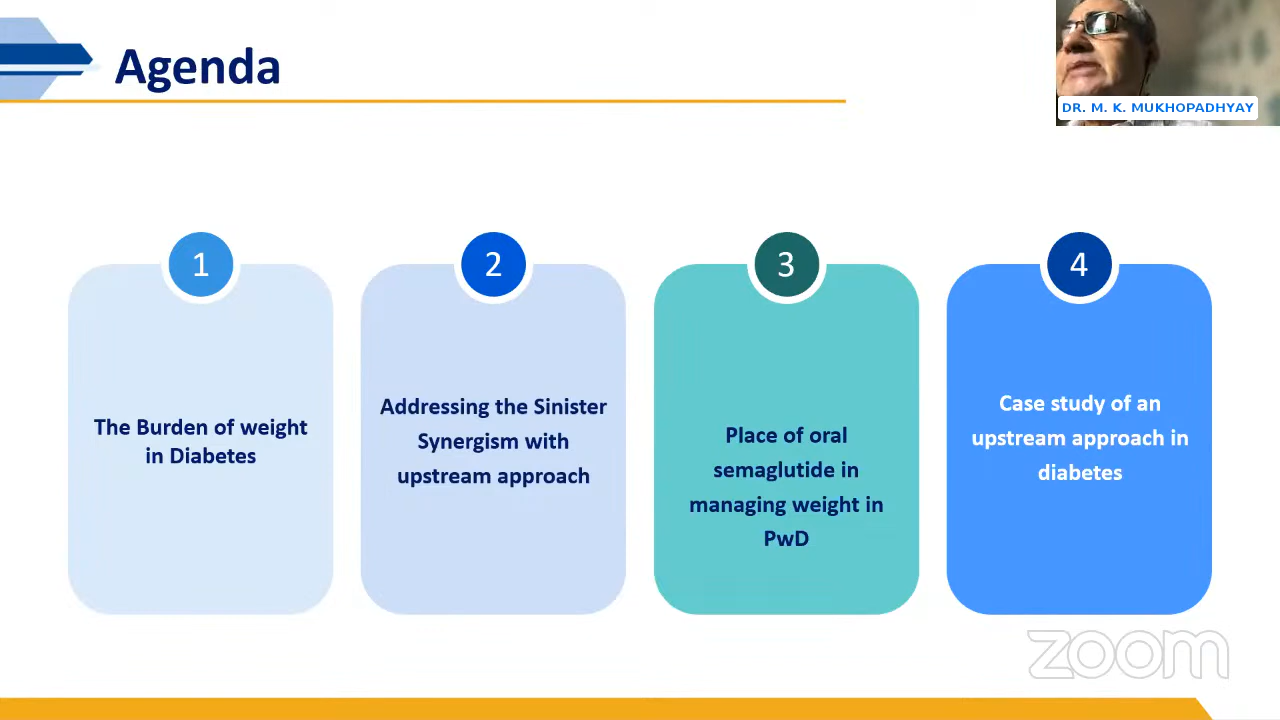 Agenda
DR. M. K. MUKHOPADHYAY
1
The Burden of weight
in Diabetes
2
Addressing the Sinister
Synergism with
upstream approach
3
Place of oral
semaglutide in
managing weight in
PwD
4
Case study of an
upstream approach in
diabetes
zoom